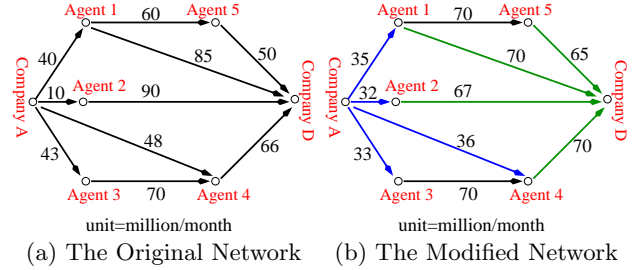 Agent 1
60
Agent 5
40
85
50
Company A
10
Agent 2
90
Company D
43
48
66
Agent 3
70
Agent 4
unit=million/month
(a) The Original Network
Agent 1
70
Agent 5
35
70
65
Company A
32
Agent 2
67
Company D
33
36
70
Agent 3
70
Agent 4
unit=million/month
(b) The Modified Network